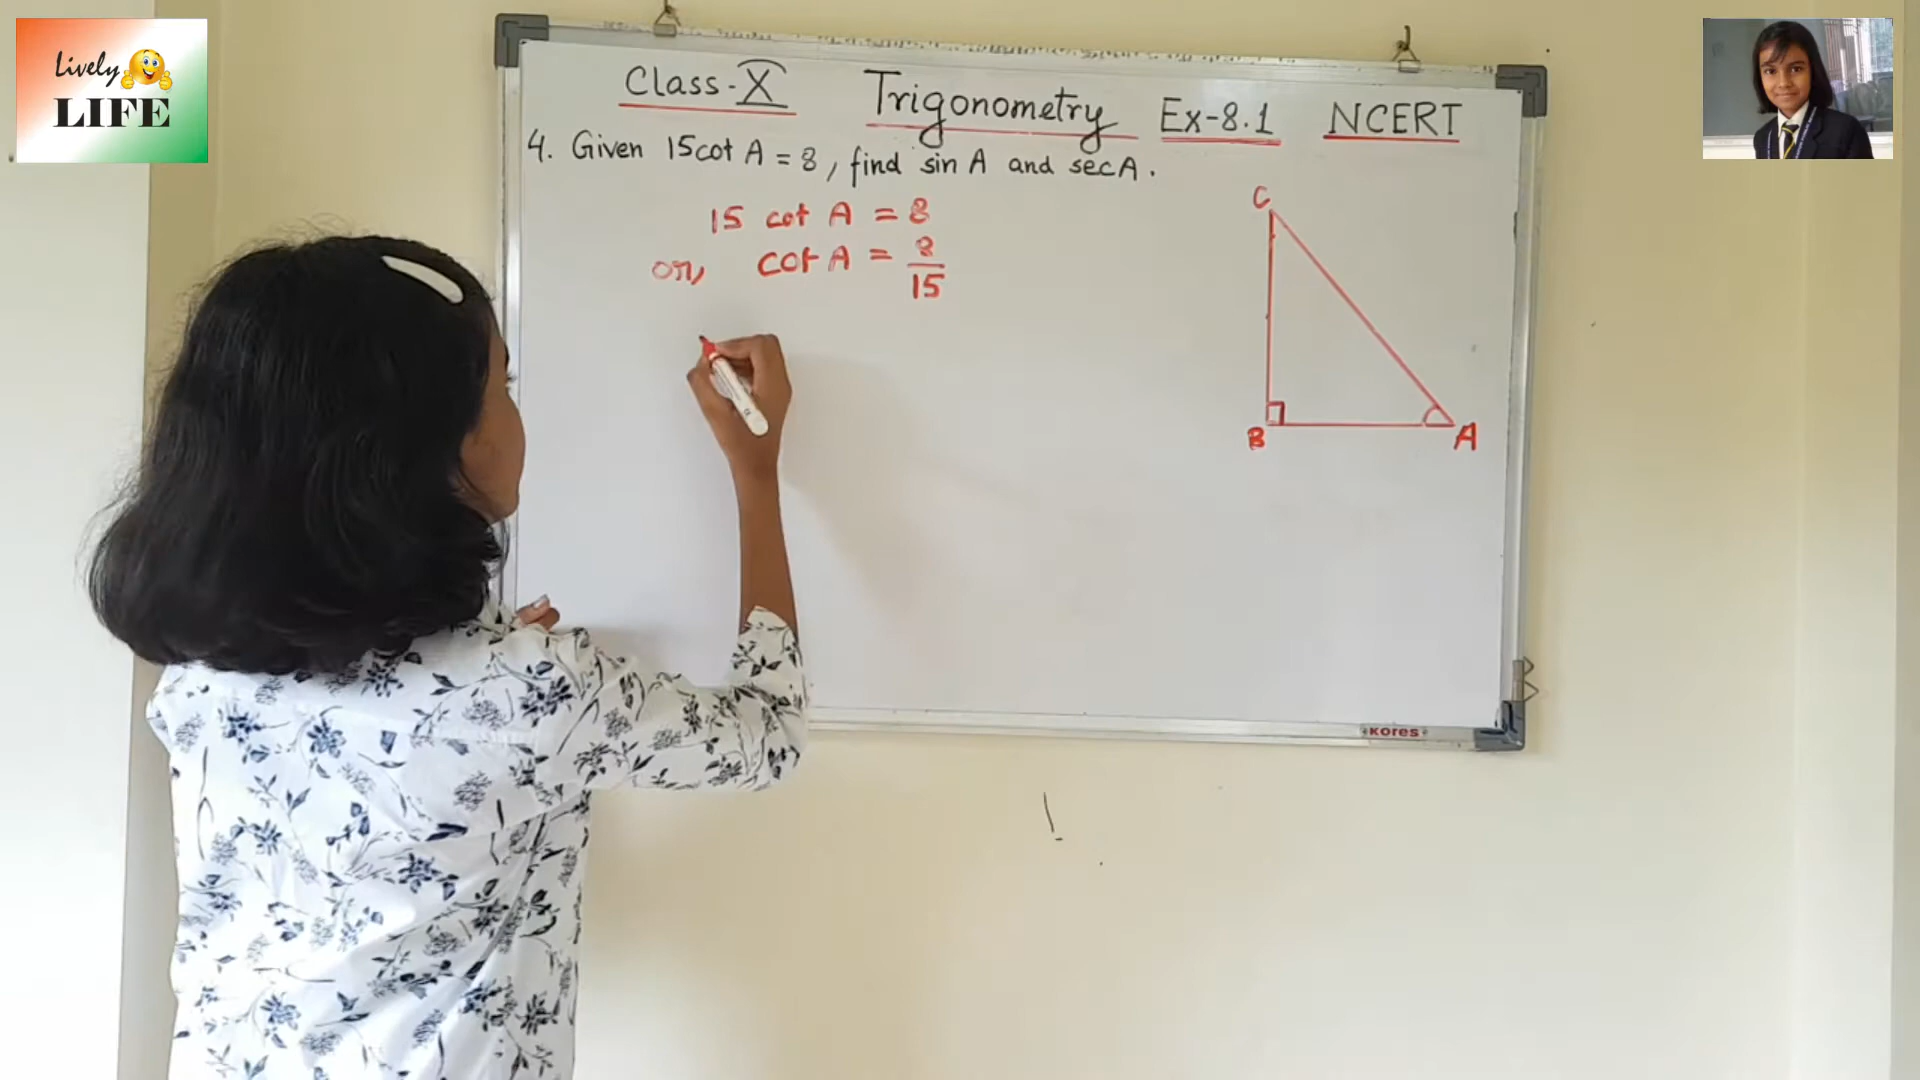 Lively
LIFE
Class-X Trigonometry Ex-8.1 NCERT
4. Given 15cot A = 8, find sin A and sec A.
15 cot A = 8
or, cot A = 8/15
C
B
A
KORES